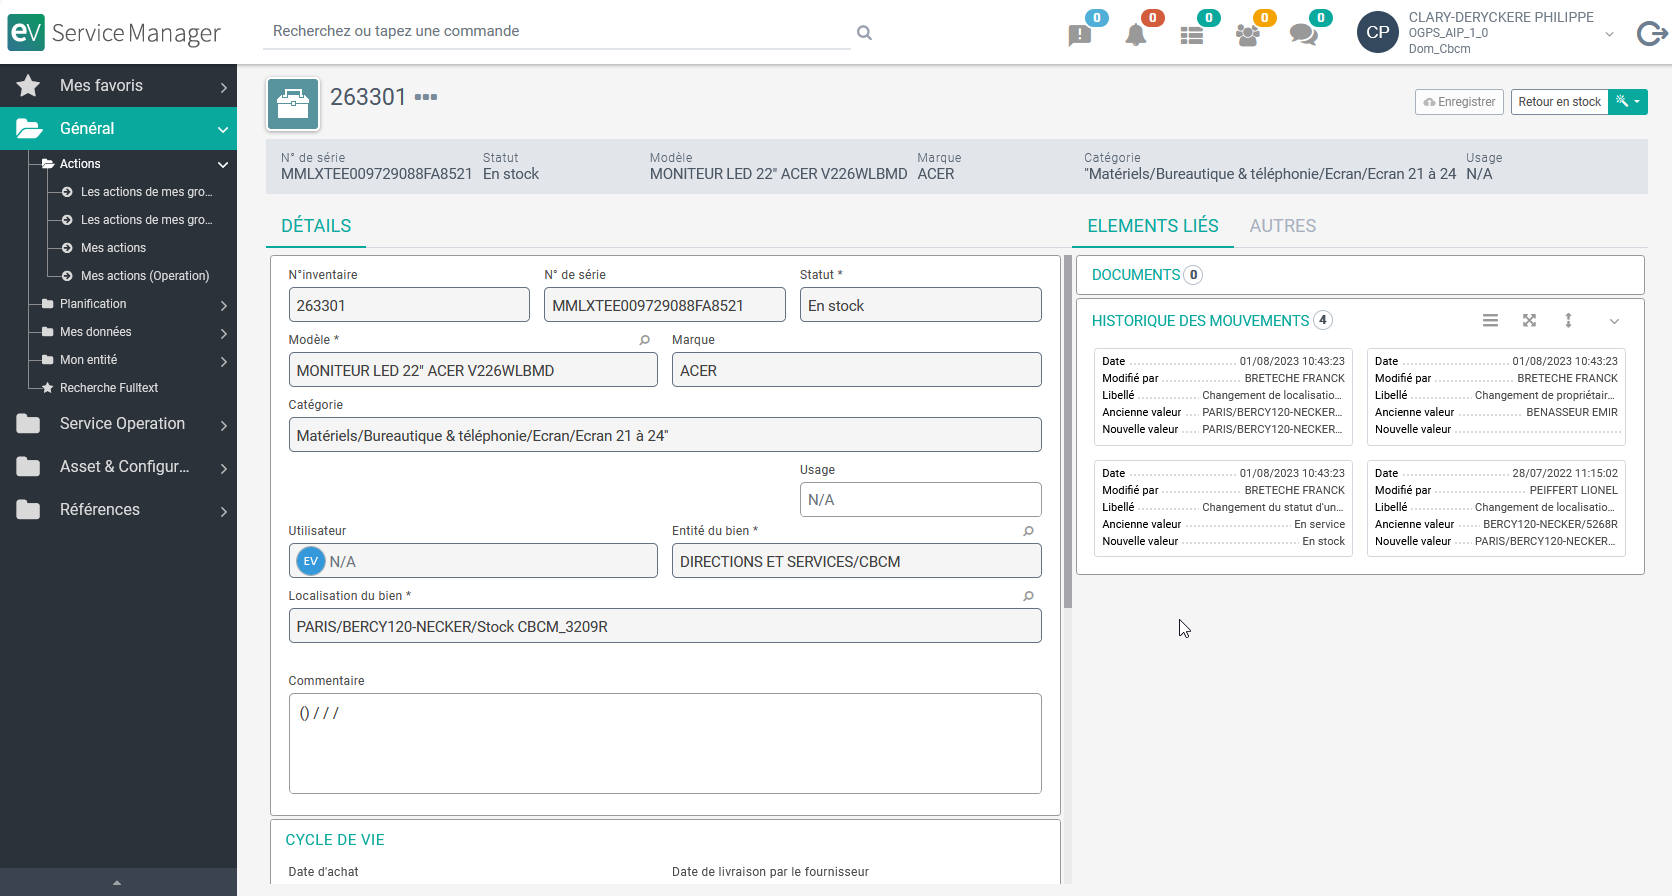 eV Service Manager
Recherchez ou tapez une commande
0
0
0
0
0
CP
CLARY-DERYCKERE PHILIPPE
OGPS_AIP_1_0
Dom_Cbcm
Mes favoris
Général
Actions
Les actions de mes gro...
Les actions de mes gro...
Mes actions
Mes actions (Operation)
Planification
Mes données
Mon entité
Recherche Fulltext
Service Operation
Asset & Configur...
Références
263301
Enregistrer
Retour en stock
N° de série
MMLXTEE009729088FA8521
Statut
En stock
Modèle
MONITEUR LED 22" ACER V226WLBMD
Marque
ACER
Catégorie
"Matériels/Bureautique & téléphonie/Ecran/Ecran 21 à 24
Usage
N/A
DÉTAILS
N°inventaire
263301
N° de série
MMLXTEE009729088FA8521
Statut *
En stock
Modèle *
MONITEUR LED 22" ACER V226WLBMD
Marque
ACER
Catégorie
Matériels/Bureautique & téléphonie/Ecran/Ecran 21 à 24"
Usage
N/A
Utilisateur
EV N/A
Entité du bien *
DIRECTIONS ET SERVICES/CBCM
Localisation du bien *
PARIS/BERCY120-NECKER/Stock CBCM_3209R
Commentaire
() / / /
CYCLE DE VIE
Date d'achat
Date de livraison par le fournisseur
ELEMENTS LIÉS
AUTRES
DOCUMENTS 0
HISTORIQUE DES MOUVEMENTS 4
Date 01/08/2023 10:43:23
Modifié par BRETECHE FRANCK
Libellé Changement de localisatio...
Ancienne valeur PARIS/BERCY120-NECKER...
Nouvelle valeur PARIS/BERCY120-NECKER...
Date 01/08/2023 10:43:23
Modifié par BRETECHE FRANCK
Libellé Changement de propriétair...
Ancienne valeur BENASSEUR EMIR
Nouvelle valeur
Date 01/08/2023 10:43:23
Modifié par BRETECHE FRANCK
Libellé Changement du statut d'un...
Ancienne valeur En service
Nouvelle valeur En stock
Date 28/07/2022 11:15:02
Modifié par PEIFFERT LIONEL
Libellé Changement de localisatio...
Ancienne valeur BERCY120-NECKER/5268R
Nouvelle valeur PARIS/BERCY120-NECKER...